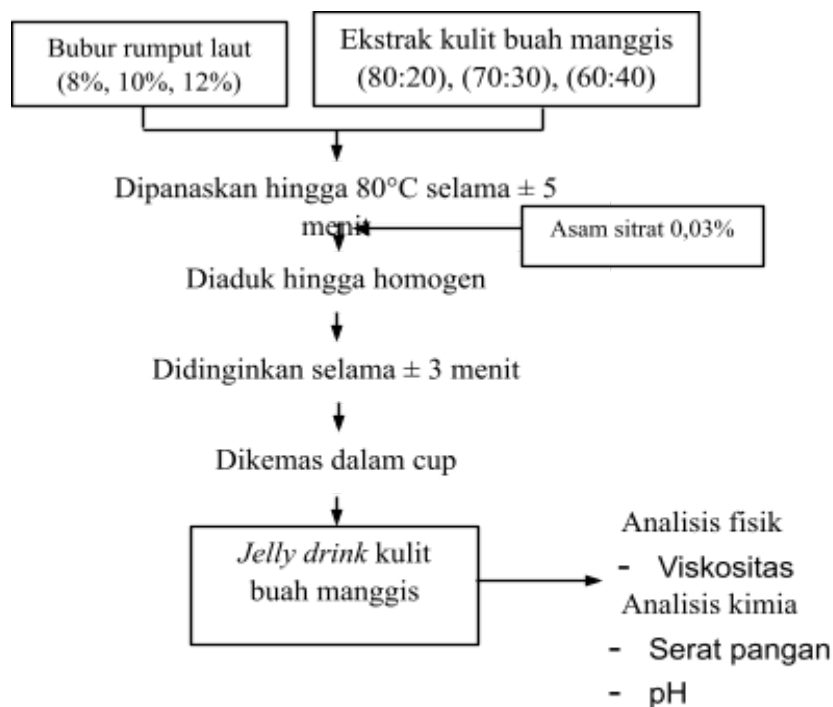 Bubur rumput laut
(8%, 10%, 12%)
Ekstrak kulit buah manggis
(80:20), (70:30), (60:40)
Dipanaskan hingga 80°C selama ± 5
menit
Asam sitrat 0,03%
Diaduk hingga homogen
Didinginkan selama ± 3 menit
Dikemas dalam cup
Jelly drink kulit
buah manggis
Analisis fisik
- Viskositas
Analisis kimia
- Serat pangan
- pH